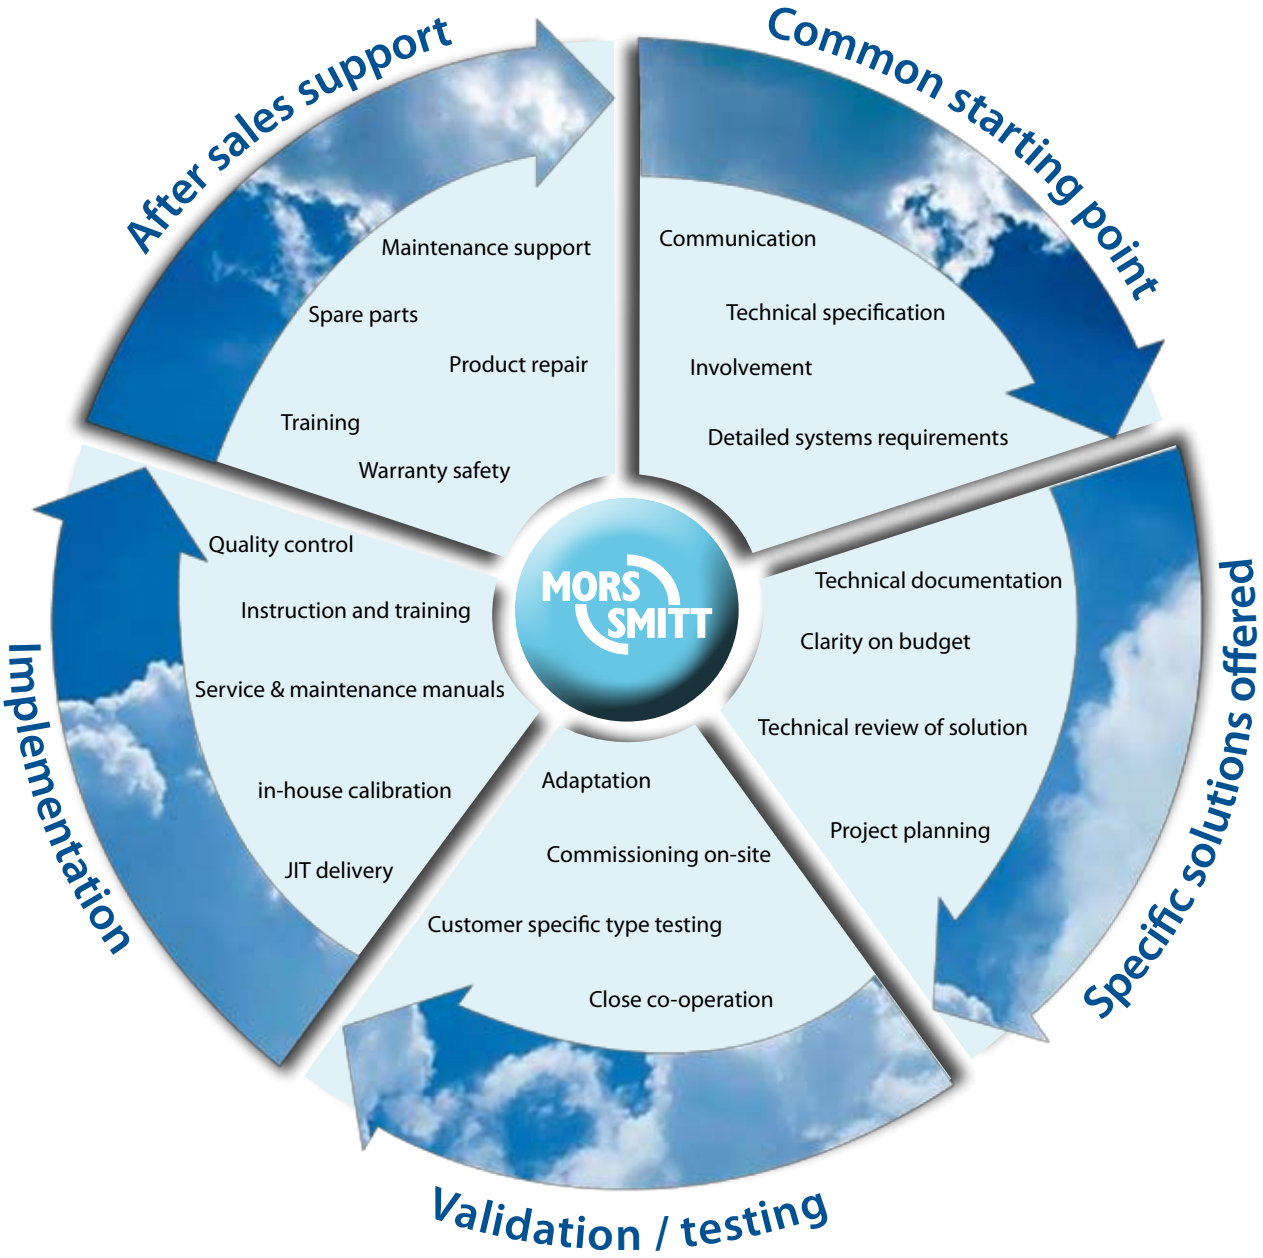 Common starting point
Communication
Technical specification
Involvement
Detailed systems requirements
Specific solutions offered
Technical documentation
Clarity on budget
Technical review of solution
Project planning
Validation / testing
Adaptation
Commissioning on-site
Customer specific type testing
Close co-operation
Implementation
Quality control
Instruction and training
Service & maintenance manuals
in-house calibration
JIT delivery
After sales support
Maintenance support
Spare parts
Product repair
Training
Warranty safety
MORS
SMITT